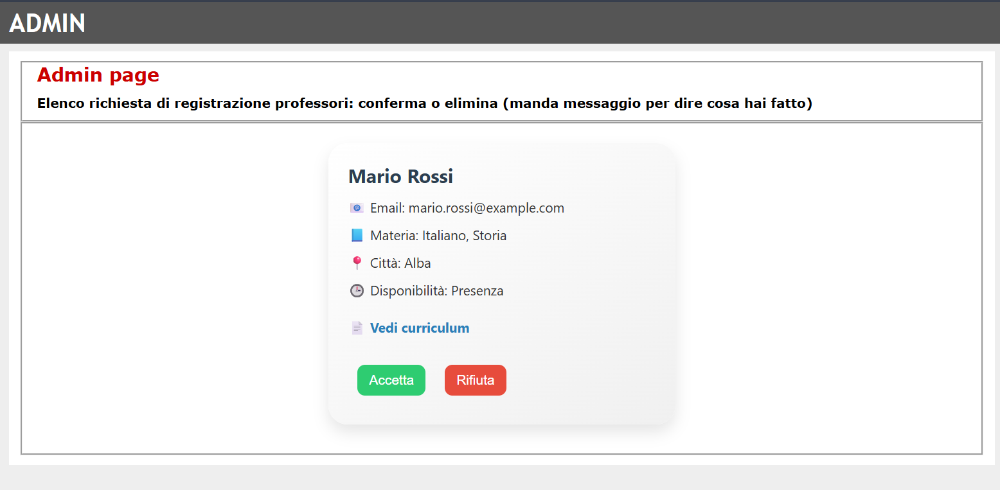 ADMIN
Admin page
Elenco richiesta di registrazione professori: conferma o elimina (manda messaggio per dire cosa hai fatto)
Mario Rossi
Email: mario.rossi@example.com
Materia: Italiano, Storia
Città: Alba
Disponibilità: Presenza
Vedi curriculum
Accetta
Rifiuta